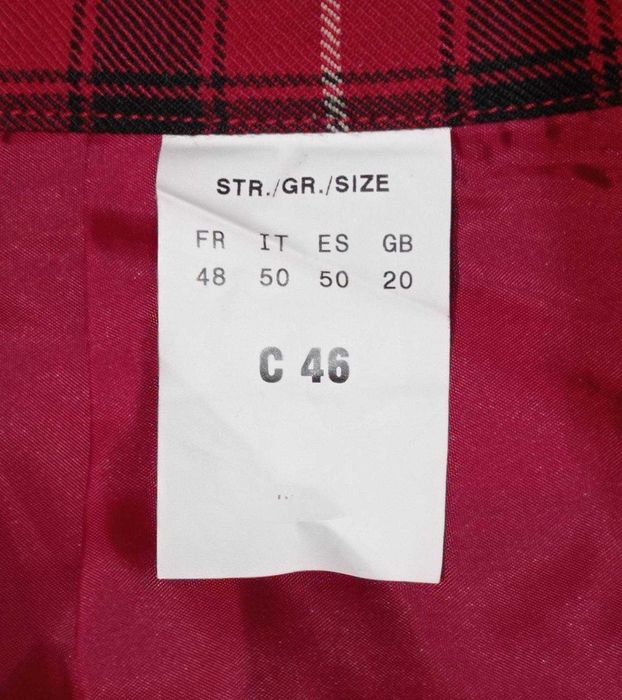 STR./GR./SIZE
FR IT ES GB
48 50 50 20
C 46